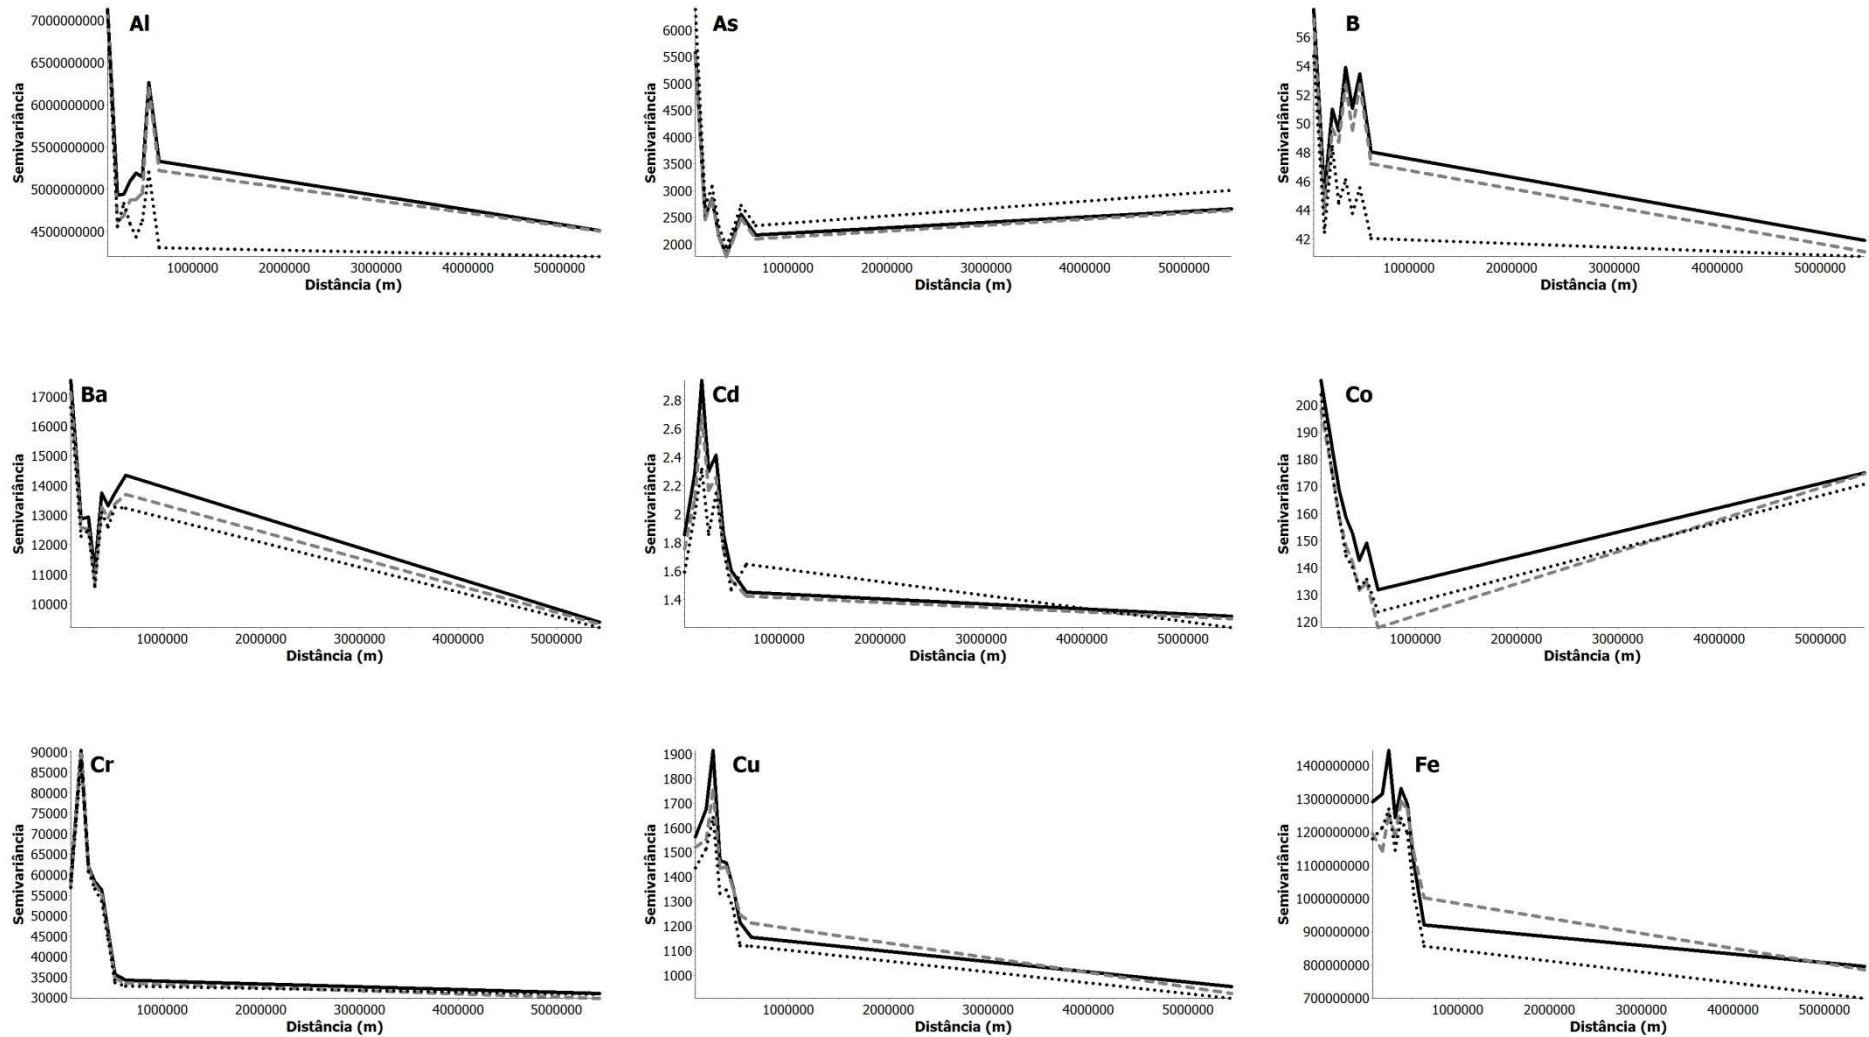 Al
Semivariância
7000000000
6500000000
6000000000
5500000000
5000000000
4500000000
1000000 2000000 3000000 4000000 5000000
Distância (m)
As
Semivariância
6000
5500
5000
4500
4000
3500
3000
2500
2000
1000000 2000000 3000000 4000000 5000000
Distância (m)
B
Semivariância
56
54
52
50
48
46
44
42
1000000 2000000 3000000 4000000 5000000
Distância (m)
Ba
Semivariância
17000
16000
15000
14000
13000
12000
11000
10000
1000000 2000000 3000000 4000000 5000000
Distância (m)
Cd
Semivariância
2.8
2.6
2.4
2.2
2
1.8
1.6
1.4
1000000 2000000 3000000 4000000 5000000
Distância (m)
Co
Semivariância
200
190
180
170
160
150
140
130
120
1000000 2000000 3000000 4000000 5000000
Distância (m)
Cr
Semivariância
90000
85000
80000
75000
70000
65000
60000
55000
50000
45000
40000
35000
30000
1000000 2000000 3000000 4000000 5000000
Distância (m)
Cu
Semivariância
1900
1800
1700
1600
1500
1400
1300
1200
1100
1000
1000000 2000000 3000000 4000000 5000000
Distância (m)
Fe
Semivariância
1400000000
1300000000
1200000000
1100000000
1000000000
900000000
800000000
700000000
1000000 2000000 3000000 4000000 5000000
Distância (m)